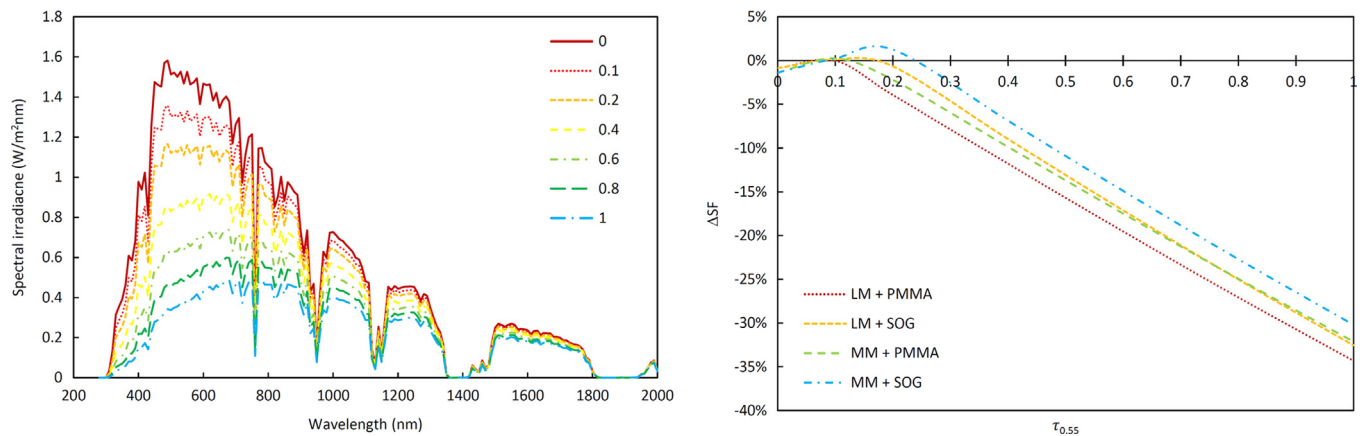 1.8
1.6
1.4
1.2
1
0.8
0.6
0.4
0.2
0
200 400 600 800 1000 1200 1400 1600 1800 2000
Spectral irradiacne (W/m²nm)
Wavelength (nm)
0
0.1
0.2
0.4
0.6
0.8
1
5%
0%
-5%
-10%
-15%
-20%
-25%
-30%
-35%
-40%
0 0.1 0.2 0.3 0.4 0.5 0.6 0.7 0.8 0.9 1
ΔSF
LM + PMMA
LM + SOG
MM + PMMA
MM + SOG
τ0.55